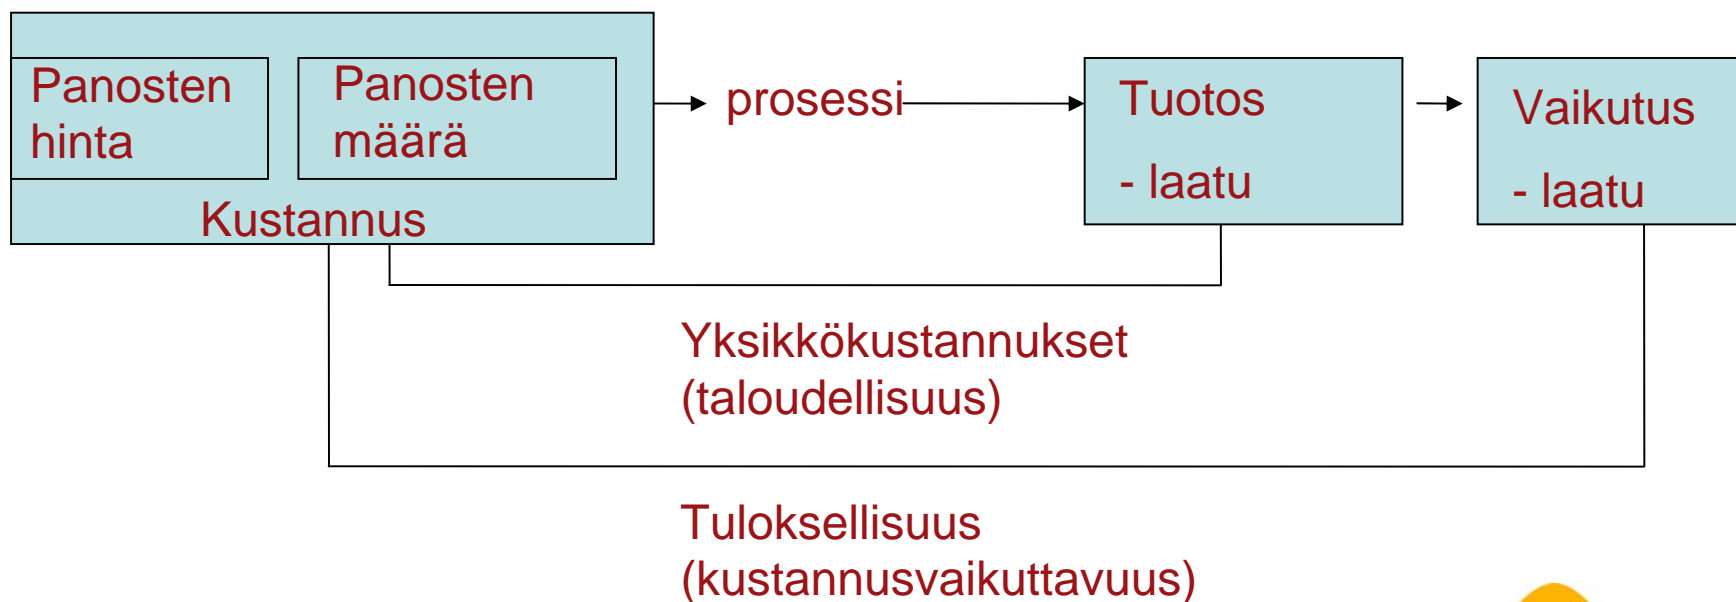 Panosten
hinta
Panosten
määrä
Kustannus
prosessi
Tuotos
- laatu
Vaikutus
- laatu
Yksikkökustannukset
(taloudellisuus)
Tuloksellisuus
(kustannusvaikuttavuus)